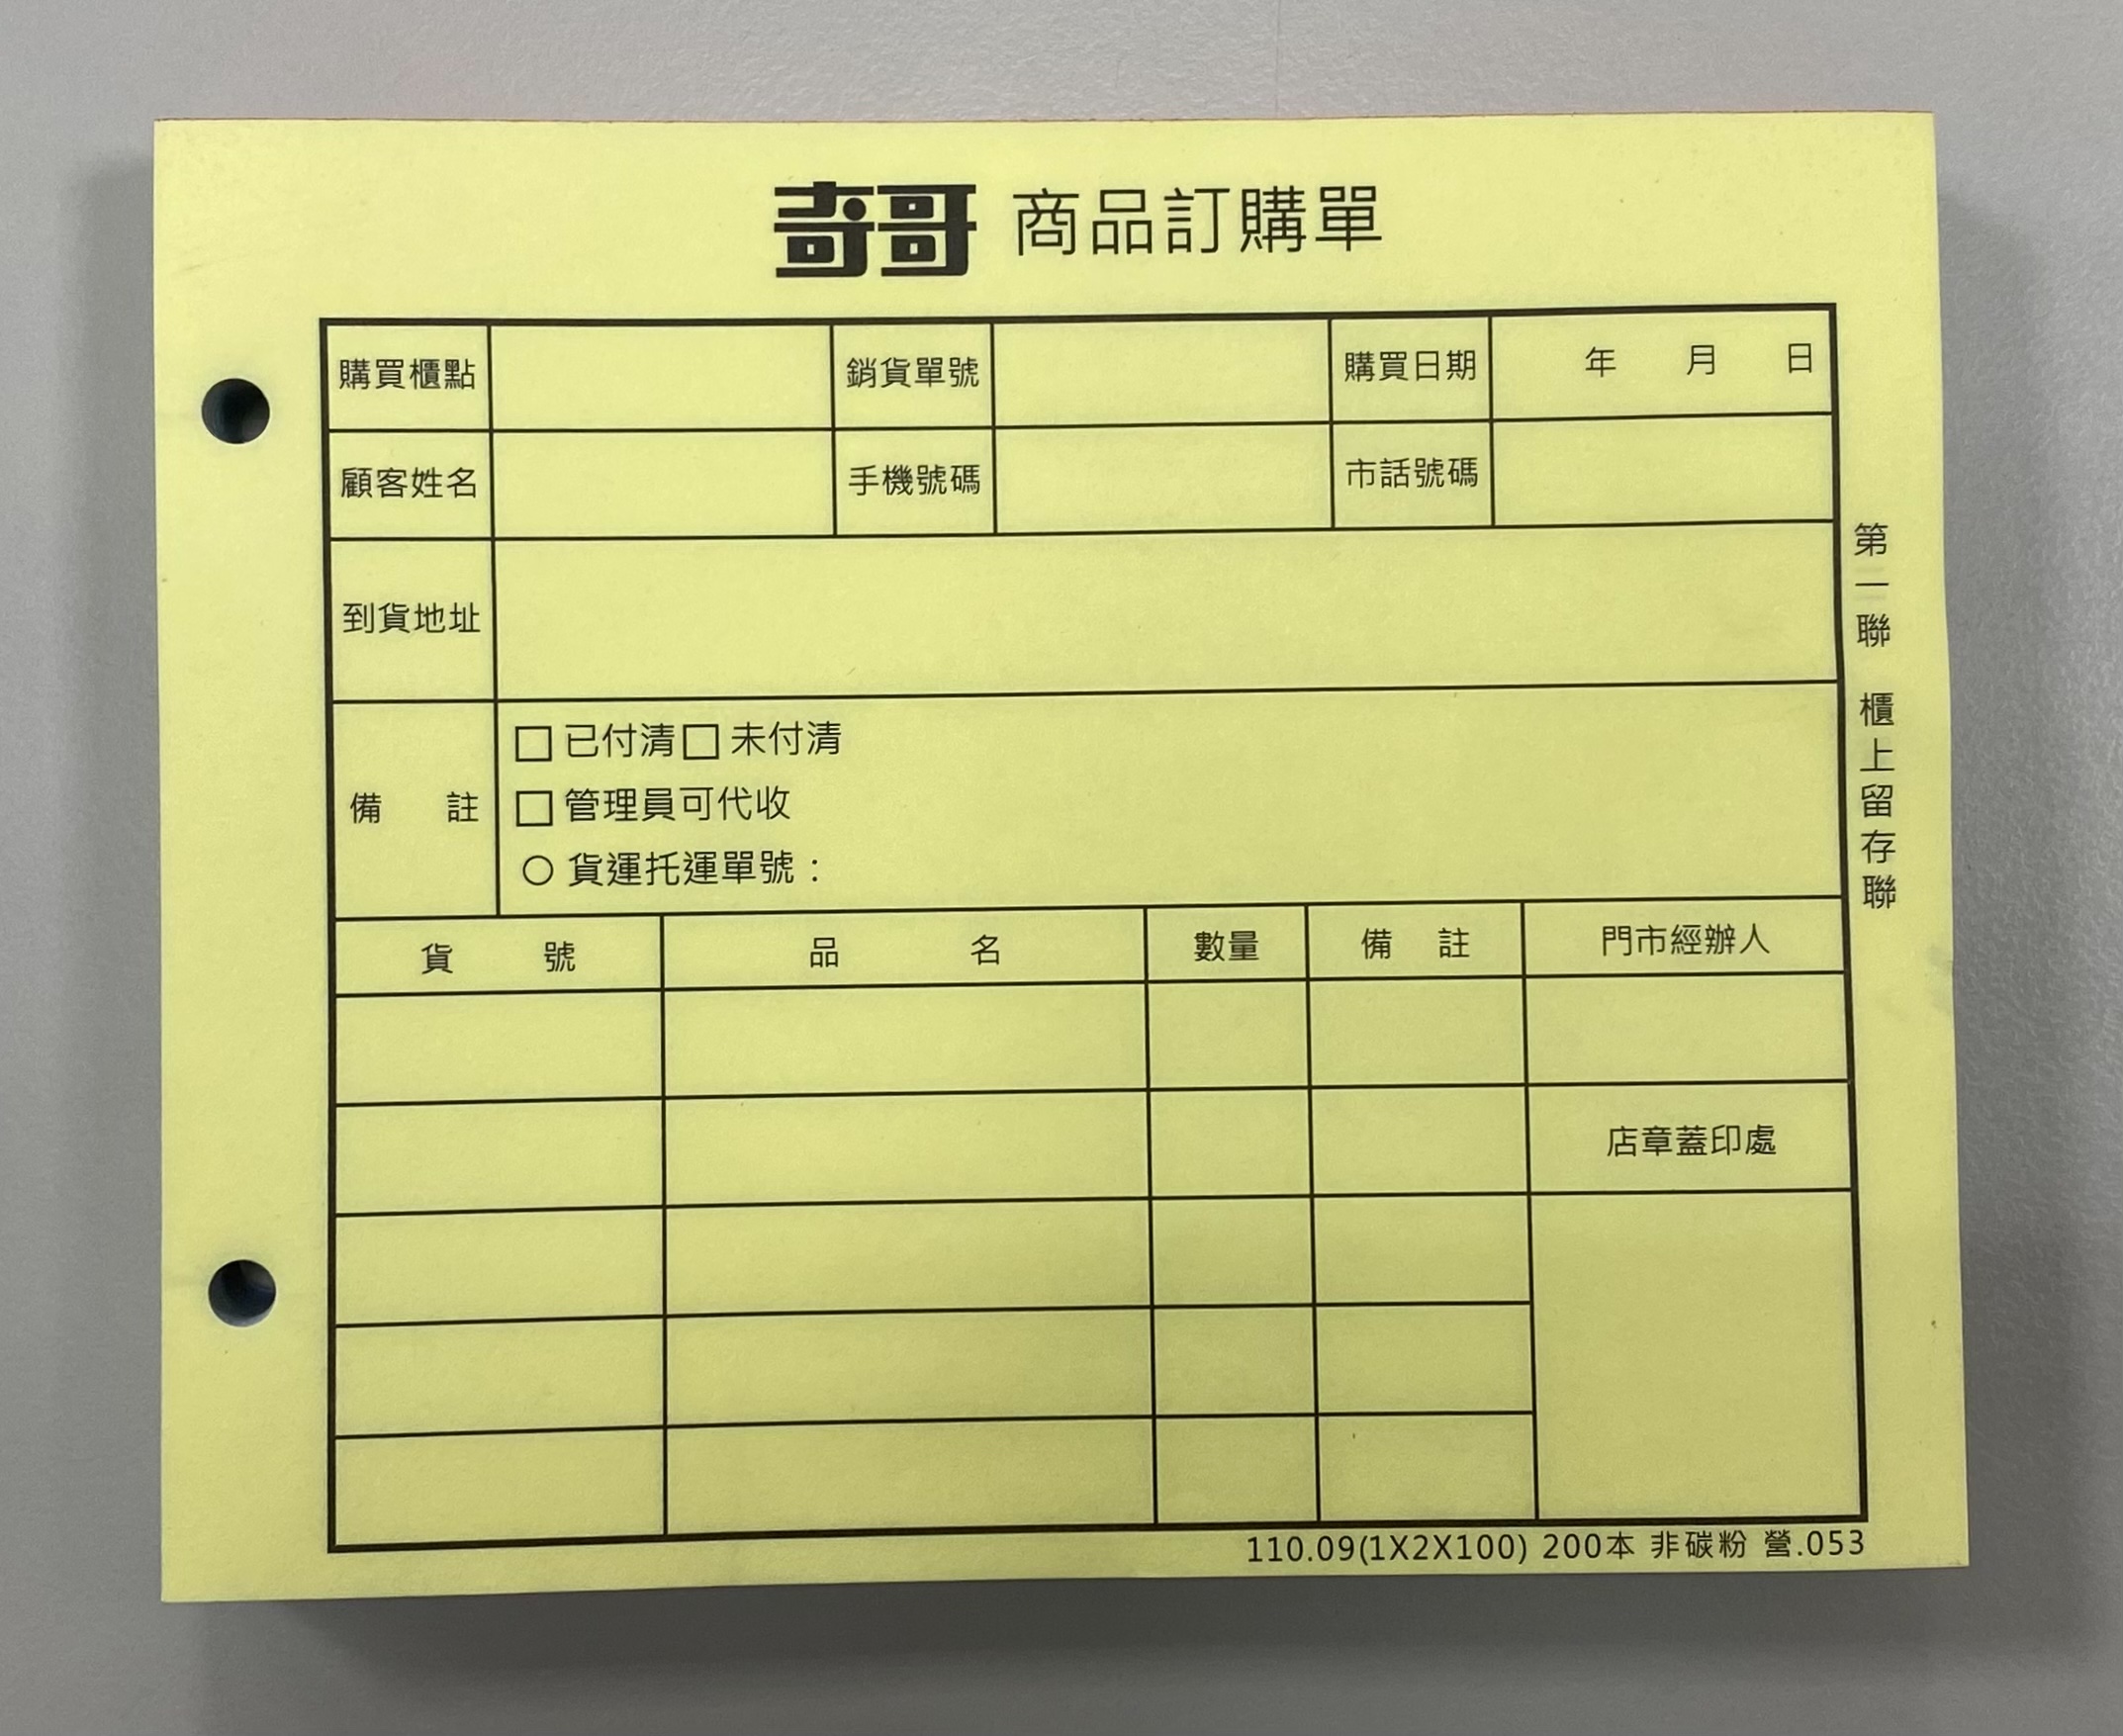 奇哥 商品訂購單
購買櫃點 銷貨單號 購買日期 年 月 日
顧客姓名 手機號碼 市話號碼
到貨地址
備 註
□ 已付清 □ 未付清
□ 管理員可代收
○ 貨運托運單號：
貨 號 品 名 數量 備 註 門市經辦人
店章蓋印處
第一聯 櫃上留存聯
110.09(1X2X100) 200本 非碳粉 營.053